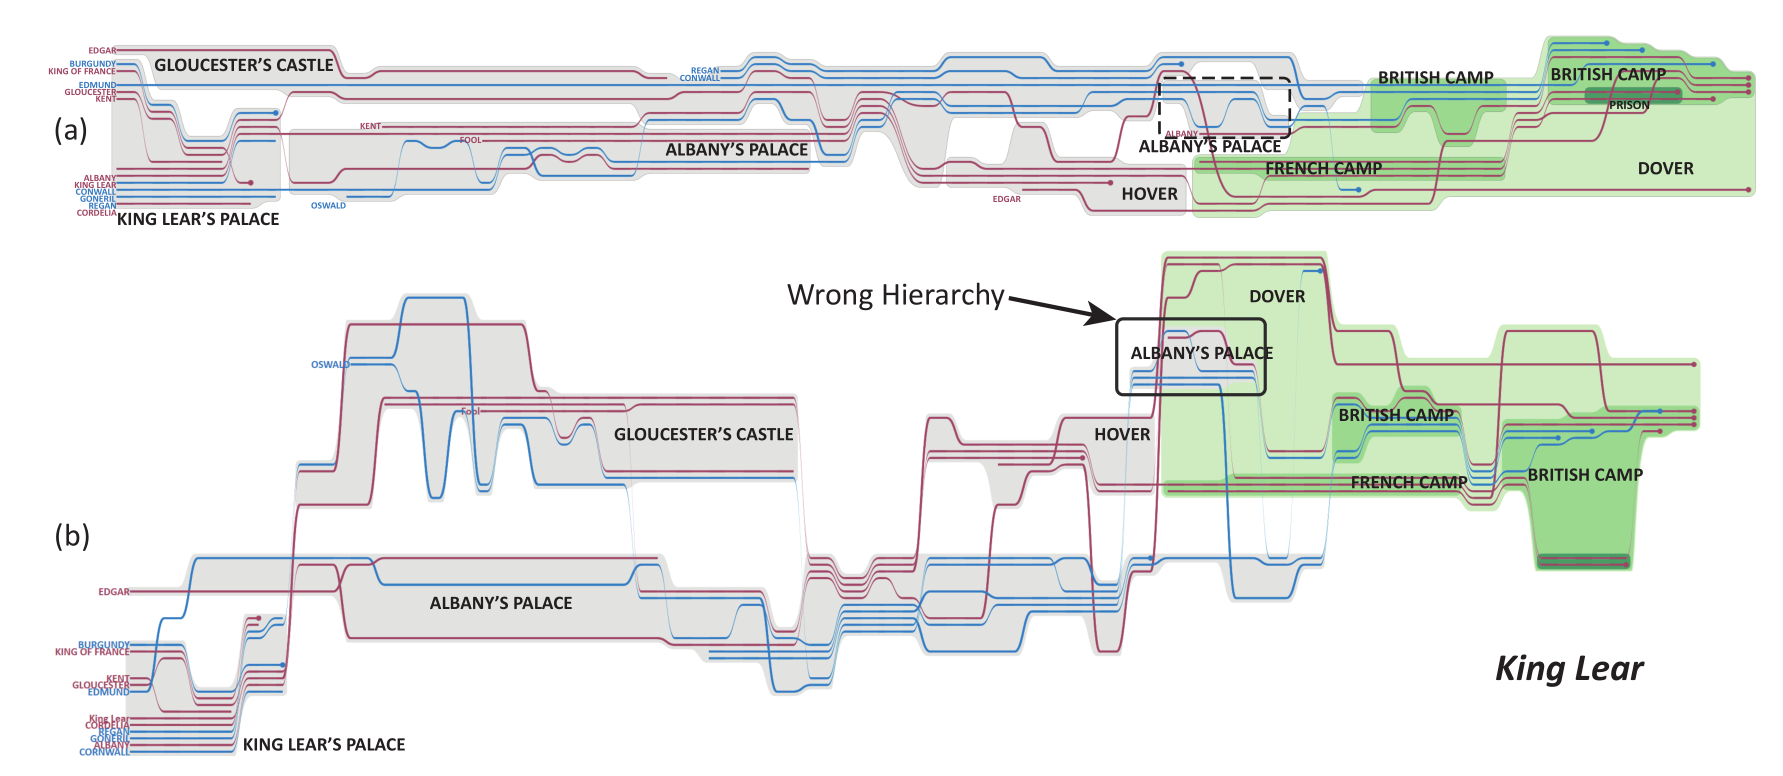 EDGAR
BURGUNDY
KING OF FRANCE
GLOUCESTER'S CASTLE
EDMUND
GLOUCESTER
KENT
REGAN
CONWALL
BRITISH CAMP
BRITISH CAMP
PRISON
(a)
KENT
FOOL
ALBANY'S PALACE
ALBANY
ALBANY'S PALACE
FRENCH CAMP
DOVER
ALBANY
KING LEAR
CONWALL
GONERIL
REGAN
CORDELIA
KING LEAR'S PALACE
OSWALD
EDGAR
HOVER
Wrong Hierarchy
DOVER
ALBANY'S PALACE
OSWALD
Fool
GLOUCESTER'S CASTLE
HOVER
BRITISH CAMP
FRENCH CAMP
BRITISH CAMP
(b)
EDGAR
ALBANY'S PALACE
BURGUNDY
KING OF FRANCE
KENT
GLOUCESTER
EDMUND
King Lear
CORDELIA
REGAN
GONERIL
ALBANY
CORNWALL
KING LEAR'S PALACE
King Lear